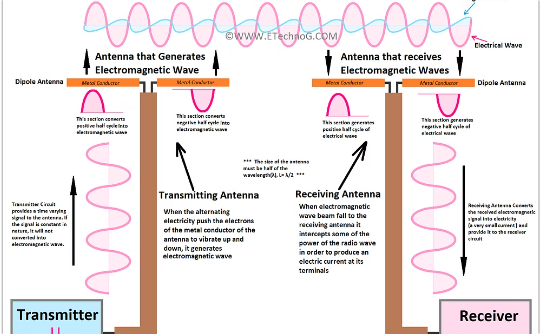 ©WWW.ETechnoG.COM
Electrical Wave
Antenna that Generates
Electromagnetic Wave
Antenna that receives
Electromagnetic Waves
Dipole Antenna
Metal Conductor
Metal Conductor
Metal Conductor
Metal Conductor
Dipole Antenna
This section converts
positive half cycle into
electromagnetic wave
This section converts
negative half cycle into
electromagnetic wave
This section generates
positive half cycle of
electrical wave
This section generates
negative half cycle of
electrical wave
*** The size of the antenna
must be half of the
wavelength(λ), L= λ/2 ***
Transmitter Circuit
provides a time varying
signal to the antenna. If
the signal is constant in
nature, it will not
converted into
electromagnetic wave.
Transmitting Antenna
When the alternating
electricity push the electrons
of the metal conductor of the
antenna to vibrate up and
down, it generates
electromagnetic wave
Receiving Antenna
When electromagnetic
wave beam fall to the
receiving antenna it
intercepts some of the
power of the radio wave
in order to produce an
electric current at its
terminals
Receiving Antenna Converts
the received electromagnetic
signal into electricity
(a very small current) and
provide it to the receiver
circuit
Transmitter
Receiver